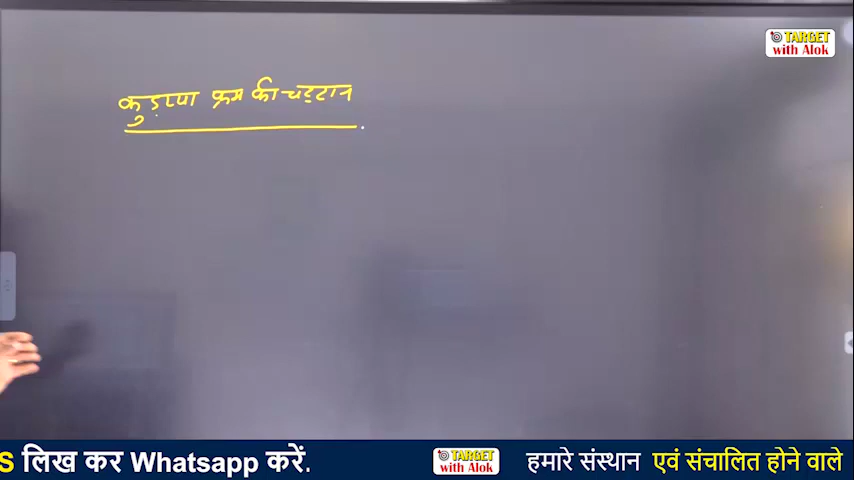 TARGET
with Alok
कुड़प्पा क्रम की चट्टान
S लिख कर Whatsapp करें.
TARGET
with Alok
हमारे संस्थान एवं संचालित होने वाले